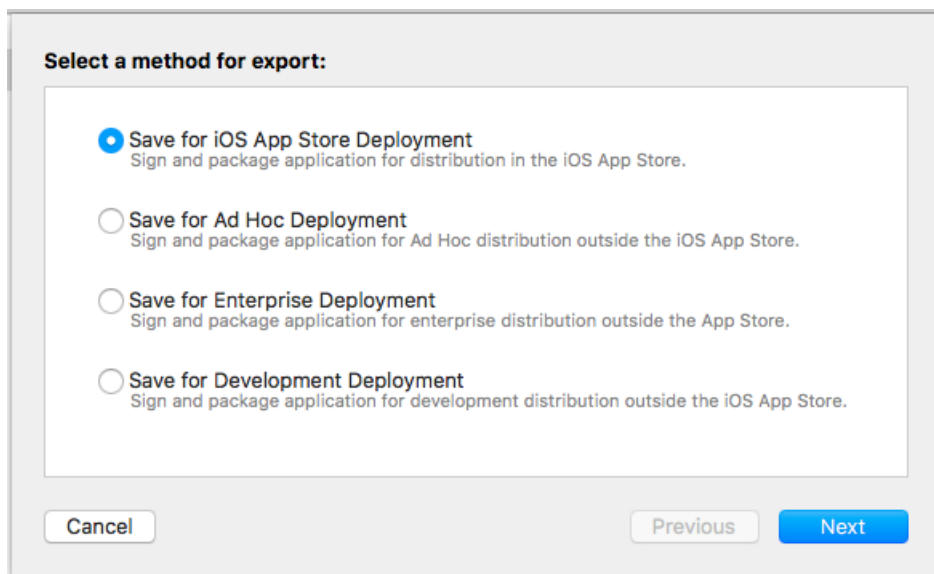 Select a method for export:
Save for iOS App Store Deployment
Sign and package application for distribution in the iOS App Store.
Save for Ad Hoc Deployment
Sign and package application for Ad Hoc distribution outside the iOS App Store.
Save for Enterprise Deployment
Sign and package application for enterprise distribution outside the App Store.
Save for Development Deployment
Sign and package application for development distribution outside the iOS App Store.
Cancel Previous Next